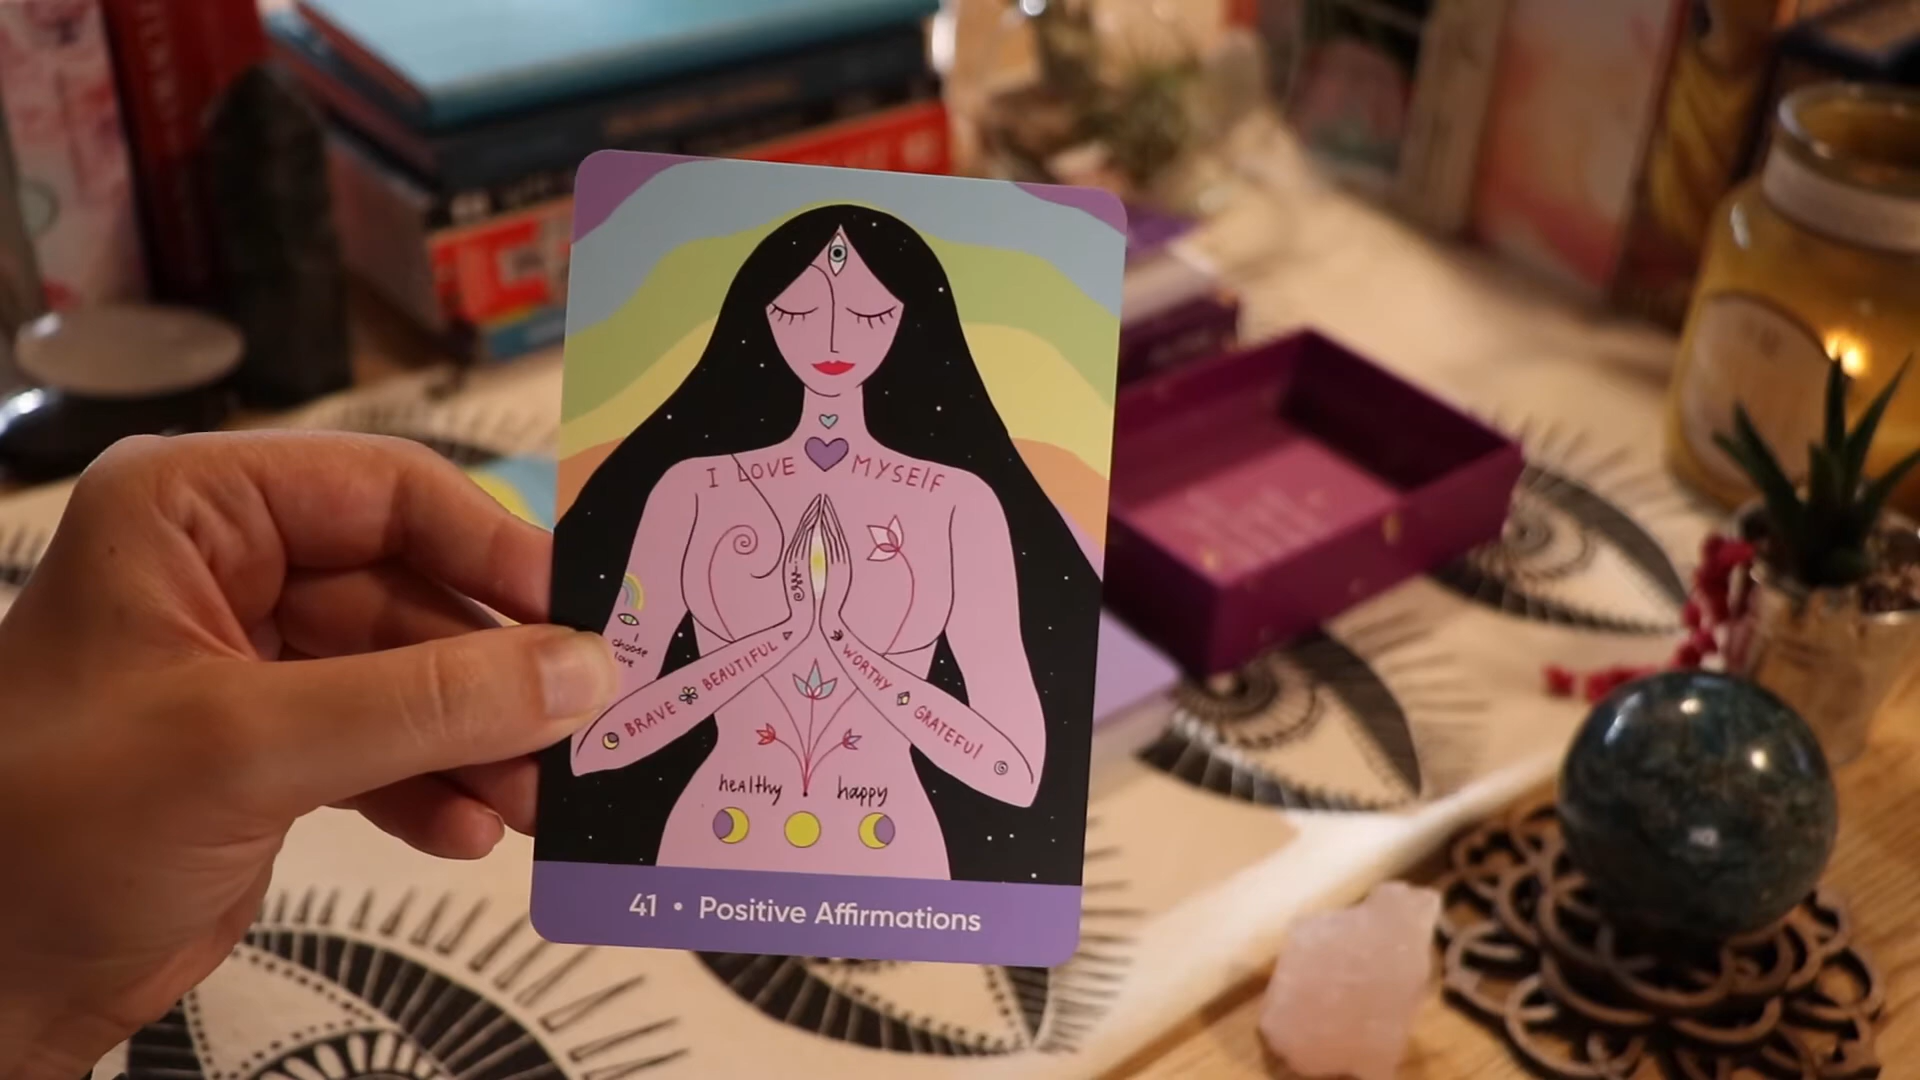 I LOVE MYSELF
I
choose
love
BRAVE BEAUTIFUL
WORTHY GRATEFUL
healthy happy
41 • Positive Affirmations